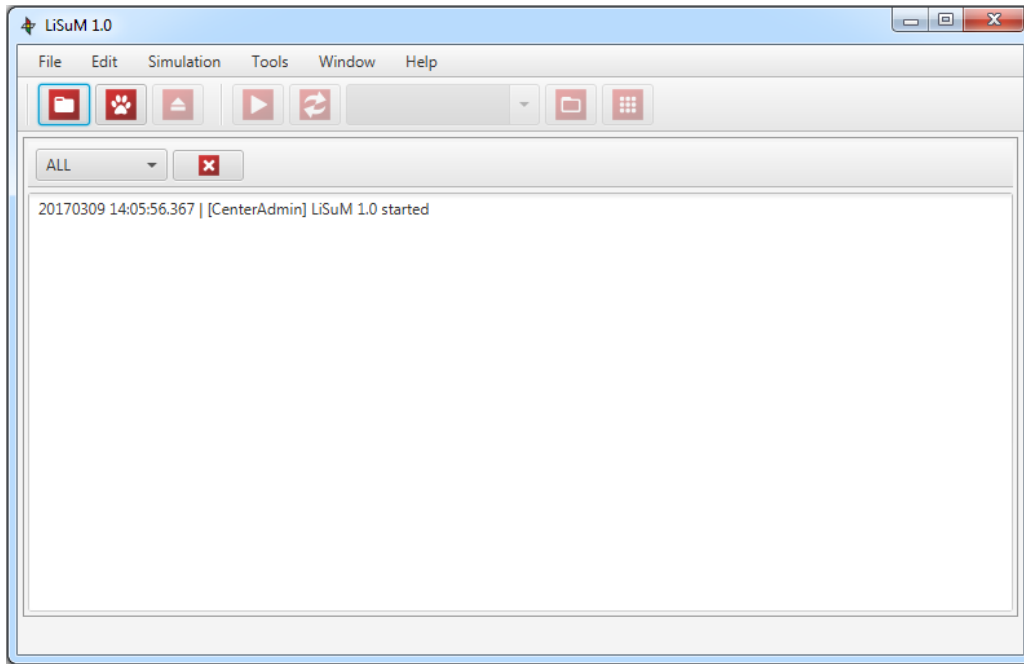 LiSuM 1.0
File Edit Simulation Tools Window Help
ALL
20170309 14:05:56.367 | [CenterAdmin] LiSuM 1.0 started